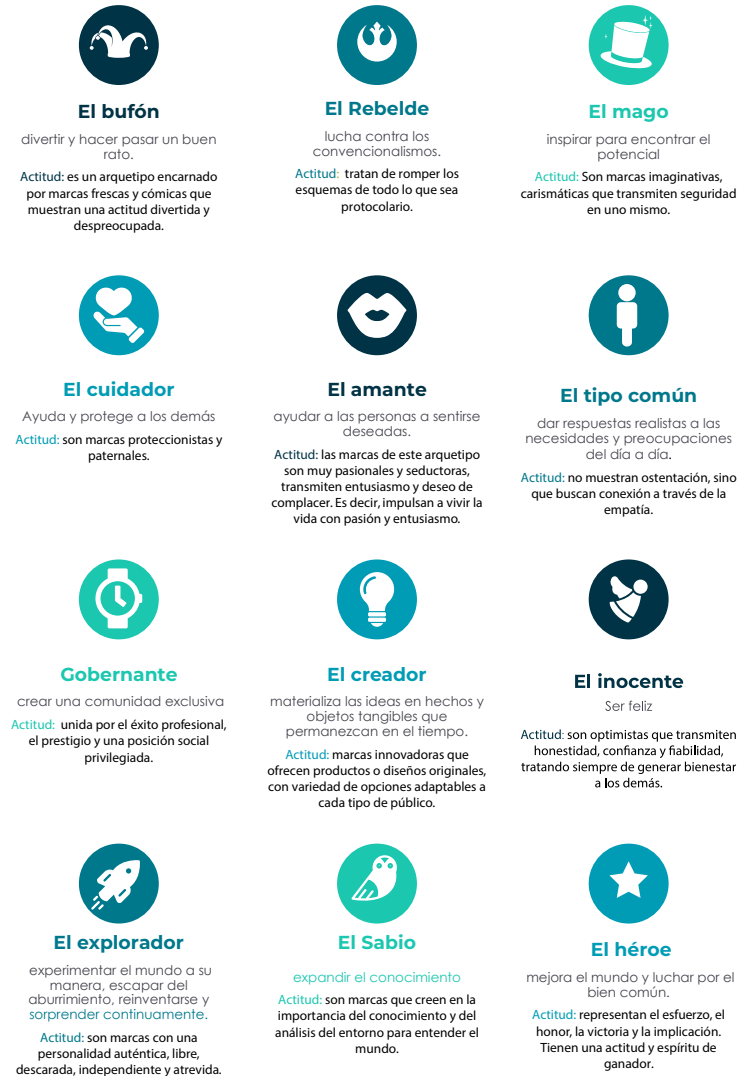 El bufón
divertir y hacer pasar un buen
rato.
Actitud: es un arquetipo encarnado
por marcas frescas y cómicas que
muestran una actitud divertida y
despreocupada.
El Rebelde
lucha contra los
convencionalismos.
Actitud: tratan de romper los
esquemas de todo lo que sea
protocolario.
El mago
inspirar para encontrar el
potencial
Actitud: Son marcas imaginativas,
carismáticas que transmiten seguridad
en uno mismo.
El cuidador
Ayuda y protege a los demás
Actitud: son marcas proteccionistas y
paternales.
El amante
ayudar a las personas a sentirse
deseadas.
Actitud: las marcas de este arquetipo
son muy pasionales y seductoras,
transmiten entusiasmo y deseo de
complacer. Es decir, impulsan a vivir la
vida con pasión y entusiasmo.
El tipo común
dar respuestas realistas a las
necesidades y preocupaciones
del día a día.
Actitud: no muestran ostentación, sino
que buscan conexión a través de la
empatía.
Gobernante
crear una comunidad exclusiva
Actitud: unida por el éxito profesional,
el prestigio y una posición social
privilegiada.
El creador
materializa las ideas en hechos y
objetos tangibles que
permanezcan en el tiempo.
Actitud: marcas innovadoras que
ofrecen productos o diseños originales,
con variedad de opciones adaptables a
cada tipo de público.
El inocente
Ser feliz
Actitud: son optimistas que transmiten
honestidad, confianza y fiabilidad,
tratando siempre de generar bienestar
a los demás.
El explorador
experimentar el mundo a su
manera, escapar del
aburrimiento, reinventarse y
sorprender continuamente.
Actitud: son marcas con una
personalidad auténtica, libre,
descarada, independiente y atrevida.
El Sabio
expandir el conocimiento
Actitud: son marcas que creen en la
importancia del conocimiento y del
análisis del entorno para entender el
mundo.
El héroe
mejora el mundo y luchar por el
bien común.
Actitud: representan el esfuerzo, el
honor, la victoria y la implicación.
Tienen una actitud y espíritu de
ganador.